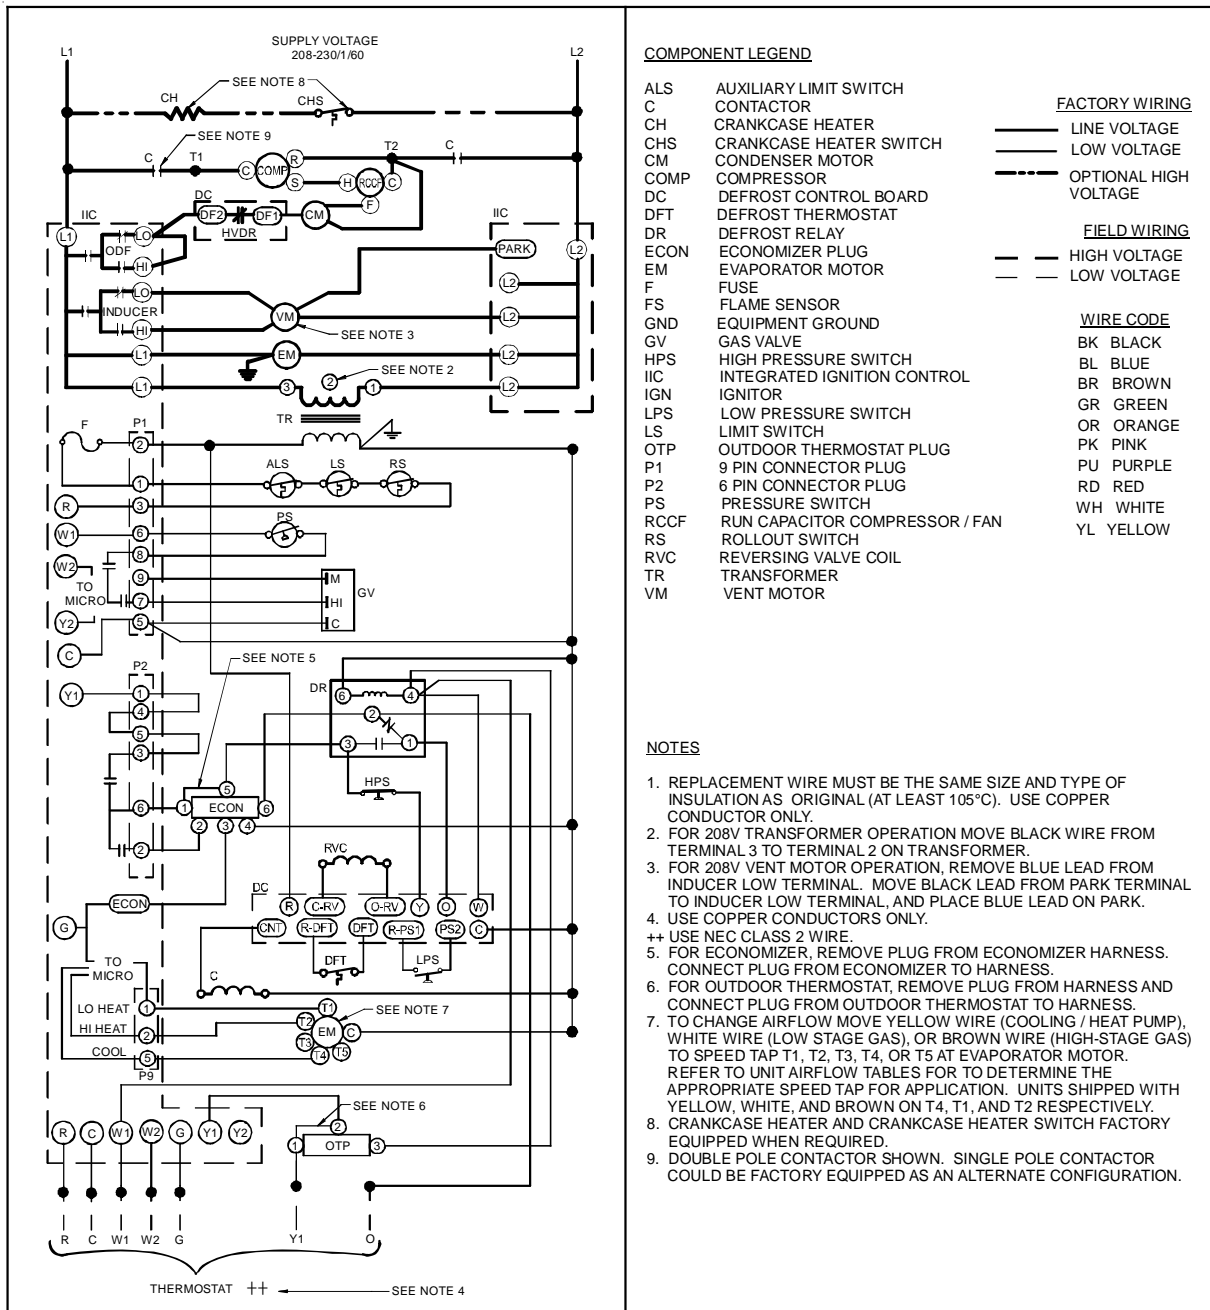 L1
SUPPLY VOLTAGE
208-230/1/60
L2
SEE NOTE 8
CH
CHS
SEE NOTE 9
C
T1
C
COMP
R
S
H
RCCF
C
F
T2
C
DC
DF2
DF1
HVDR
CM
IIC
L1
LO
ODF
HI
IIC
PARK
L2
L2
LO
INDUCER
HI
VM
SEE NOTE 3
L2
L1
EM
L2
SEE NOTE 2
L1
3
2
1
L2
TR
F
P1
2
1
ALS
LS
RS
R
3
PS
W1
6
8
W2
9
TO
MICRO
7
M
HI
C
GV
Y2
5
C
SEE NOTE 5
P2
Y1
1
4
5
3
6
2
DR
6
4
2
3
1
HPS
5
1
ECON
6
2
3
4
RVC
DC
R
C-RV
O-RV
Y
O
W
CNT
R-DFT
DFT
R-PS1
PS2
C
DFT
LPS
ECON
G
C
TO
MICRO
LO HEAT
1
T1
SEE NOTE 7
HI HEAT
2
T2
EM
C
T3
T4
T5
COOL
5
P9
SEE NOTE 6
R
C
W1
W2
G
Y1
Y2
2
1
OTP
3
R
C
W1
W2
G
Y1
O
THERMOSTAT ++
SEE NOTE 4
COMPONENT LEGEND
ALS AUXILIARY LIMIT SWITCH
C CONTACTOR
CH CRANKCASE HEATER
CHS CRANKCASE HEATER SWITCH
CM CONDENSER MOTOR
COMP COMPRESSOR
DC DEFROST CONTROL BOARD
DFT DEFROST THERMOSTAT
DR DEFROST RELAY
ECON ECONOMIZER PLUG
EM EVAPORATOR MOTOR
F FUSE
FS FLAME SENSOR
GND EQUIPMENT GROUND
GV GAS VALVE
HPS HIGH PRESSURE SWITCH
IIC INTEGRATED IGNITION CONTROL
IGN IGNITOR
LPS LOW PRESSURE SWITCH
LS LIMIT SWITCH
OTP OUTDOOR THERMOSTAT PLUG
P1 9 PIN CONNECTOR PLUG
P2 6 PIN CONNECTOR PLUG
PS PRESSURE SWITCH
RCCF RUN CAPACITOR COMPRESSOR / FAN
RS ROLLOUT SWITCH
RVC REVERSING VALVE COIL
TR TRANSFORMER
VM VENT MOTOR
FACTORY WIRING
LINE VOLTAGE
LOW VOLTAGE
OPTIONAL HIGH
VOLTAGE
FIELD WIRING
HIGH VOLTAGE
LOW VOLTAGE
WIRE CODE
BK BLACK
BL BLUE
BR BROWN
GR GREEN
OR ORANGE
PK PINK
PU PURPLE
RD RED
WH WHITE
YL YELLOW
NOTES
1. REPLACEMENT WIRE MUST BE THE SAME SIZE AND TYPE OF
INSULATION AS ORIGINAL (AT LEAST 105°C). USE COPPER
CONDUCTOR ONLY.
2. FOR 208V TRANSFORMER OPERATION MOVE BLACK WIRE FROM
TERMINAL 3 TO TERMINAL 2 ON TRANSFORMER.
3. FOR 208V VENT MOTOR OPERATION, REMOVE BLUE LEAD FROM
INDUCER LOW TERMINAL. MOVE BLACK LEAD FROM PARK TERMINAL
TO INDUCER LOW TERMINAL, AND PLACE BLUE LEAD ON PARK.
4. USE COPPER CONDUCTORS ONLY.
++ USE NEC CLASS 2 WIRE.
5. FOR ECONOMIZER, REMOVE PLUG FROM ECONOMIZER HARNESS.
CONNECT PLUG FROM ECONOMIZER TO HARNESS.
6. FOR OUTDOOR THERMOSTAT, REMOVE PLUG FROM HARNESS AND
CONNECT PLUG FROM OUTDOOR THERMOSTAT TO HARNESS.
7. TO CHANGE AIRFLOW MOVE YELLOW WIRE (COOLING / HEAT PUMP),
WHITE WIRE (LOW STAGE GAS), OR BROWN WIRE (HIGH-STAGE GAS)
TO SPEED TAP T1, T2, T3, T4, OR T5 AT EVAPORATOR MOTOR.
REFER TO UNIT AIRFLOW TABLES FOR TO DETERMINE THE
APPROPRIATE SPEED TAP FOR APPLICATION. UNITS SHIPPED WITH
YELLOW, WHITE, AND BROWN ON T4, T1, AND T2 RESPECTIVELY.
8. CRANKCASE HEATER AND CRANKCASE HEATER SWITCH FACTORY
EQUIPPED WHEN REQUIRED.
9. DOUBLE POLE CONTACTOR SHOWN. SINGLE POLE CONTACTOR
COULD BE FACTORY EQUIPPED AS AN ALTERNATE CONFIGURATION.